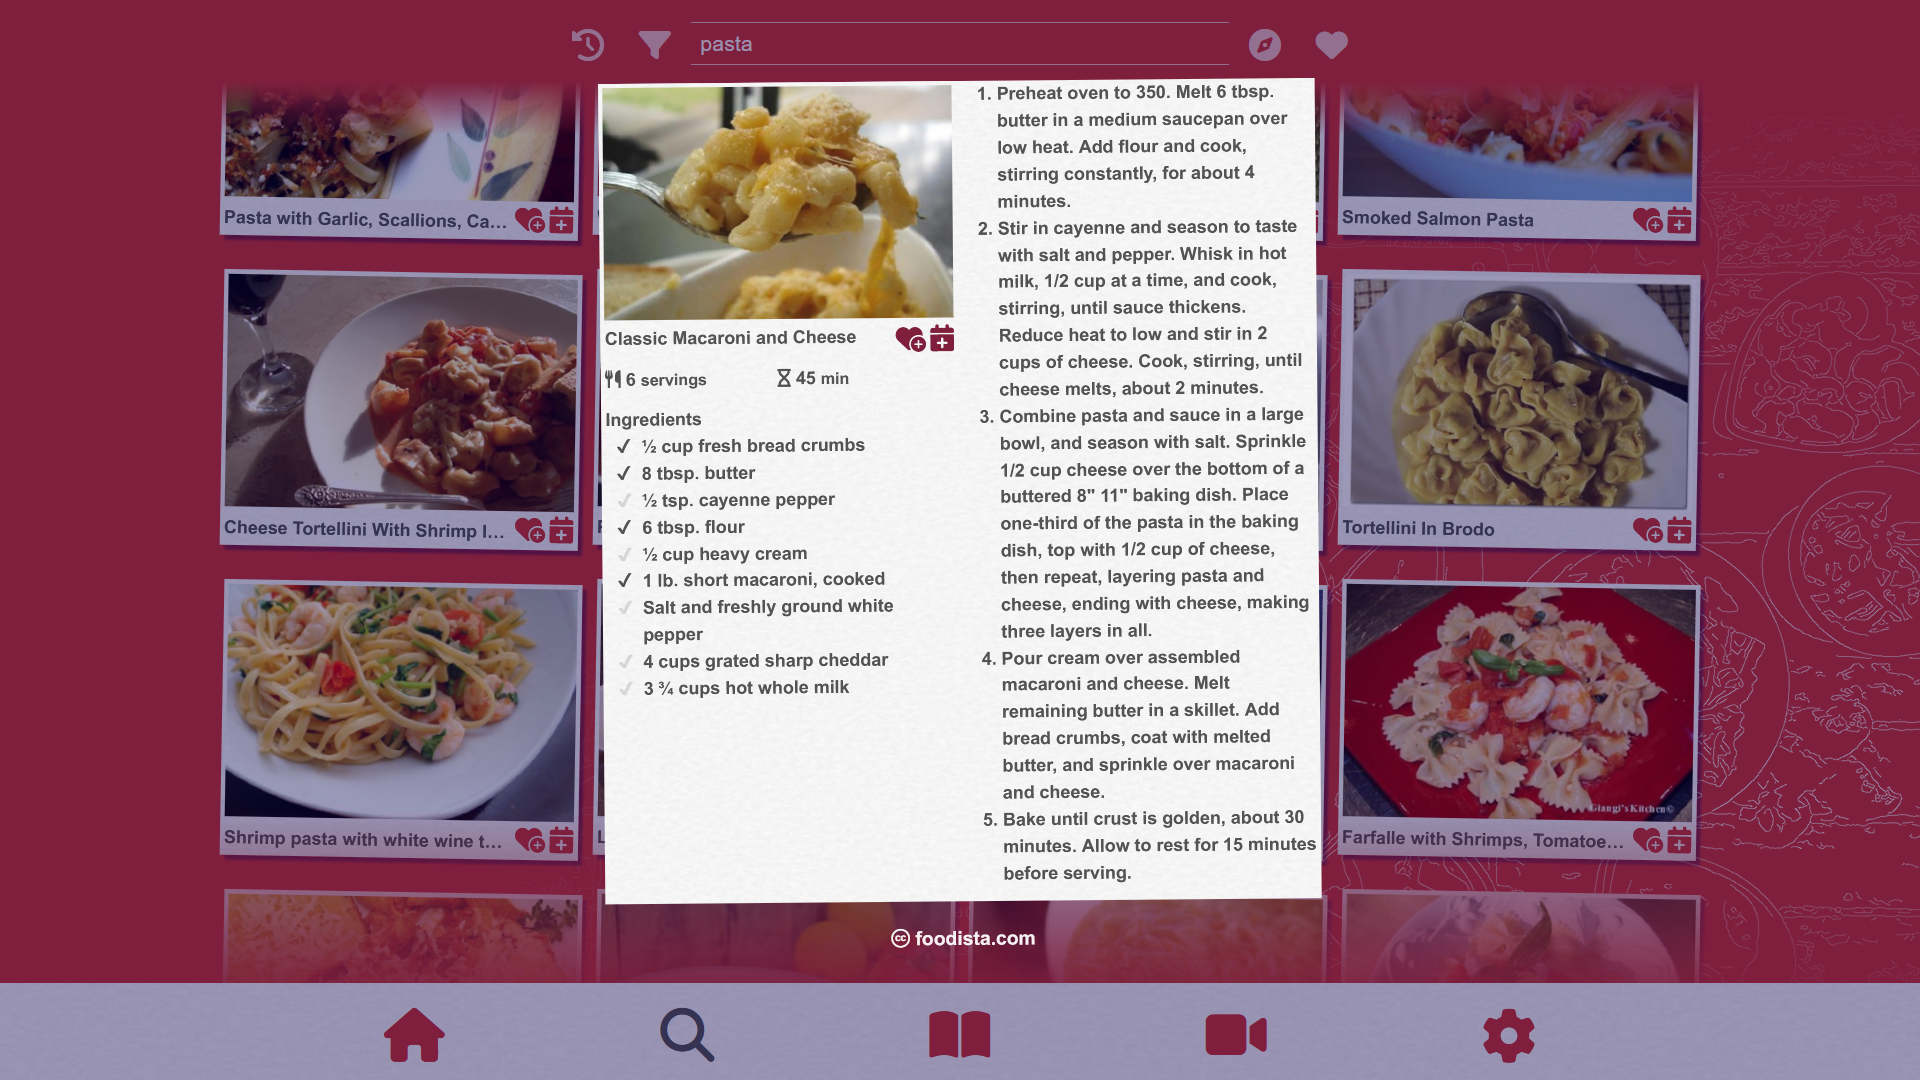 pasta
Pasta with Garlic, Scallions, Ca...
Smoked Salmon Pasta
Cheese Tortellini With Shrimp I...
Tortellini In Brodo
Shrimp pasta with white wine t...
Giangi's Kitchen©
Farfalle with Shrimps, Tomatoe...
Classic Macaroni and Cheese
6 servings
45 min
Ingredients
½ cup fresh bread crumbs
8 tbsp. butter
½ tsp. cayenne pepper
6 tbsp. flour
½ cup heavy cream
1 lb. short macaroni, cooked
Salt and freshly ground white
pepper
4 cups grated sharp cheddar
3 ¾ cups hot whole milk
1. Preheat oven to 350. Melt 6 tbsp.
butter in a medium saucepan over
low heat. Add flour and cook,
stirring constantly, for about 4
minutes.
2. Stir in cayenne and season to taste
with salt and pepper. Whisk in hot
milk, 1/2 cup at a time, and cook,
stirring, until sauce thickens.
Reduce heat to low and stir in 2
cups of cheese. Cook, stirring, until
cheese melts, about 2 minutes.
3. Combine pasta and sauce in a large
bowl, and season with salt. Sprinkle
1/2 cup cheese over the bottom of a
buttered 8" 11" baking dish. Place
one-third of the pasta in the baking
dish, top with 1/2 cup of cheese,
then repeat, layering pasta and
cheese, ending with cheese, making
three layers in all.
4. Pour cream over assembled
macaroni and cheese. Melt
remaining butter in a skillet. Add
bread crumbs, coat with melted
butter, and sprinkle over macaroni
and cheese.
5. Bake until crust is golden, about 30
minutes. Allow to rest for 15 minutes
before serving.
cc foodista.com